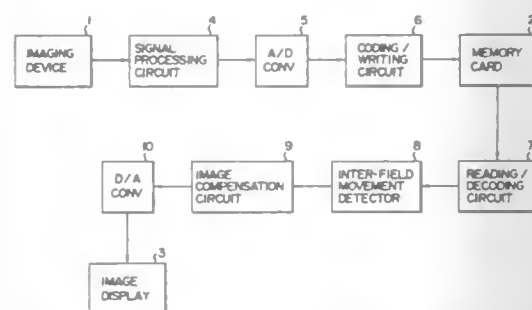 1
IMAGING
DEVICE
4
SIGNAL
PROCESSING
CIRCUIT
5
A/D
CONV
6
CODING/
WRITING
CIRCUIT
2
MEMORY
CARD
10
D/A
CONV
9
IMAGE
COMPENSATION
CIRCUIT
8
INTER-FIELD
MOVEMENT
DETECTOR
7
READING/
DECODING
CIRCUIT
3
IMAGE
DISPLAY